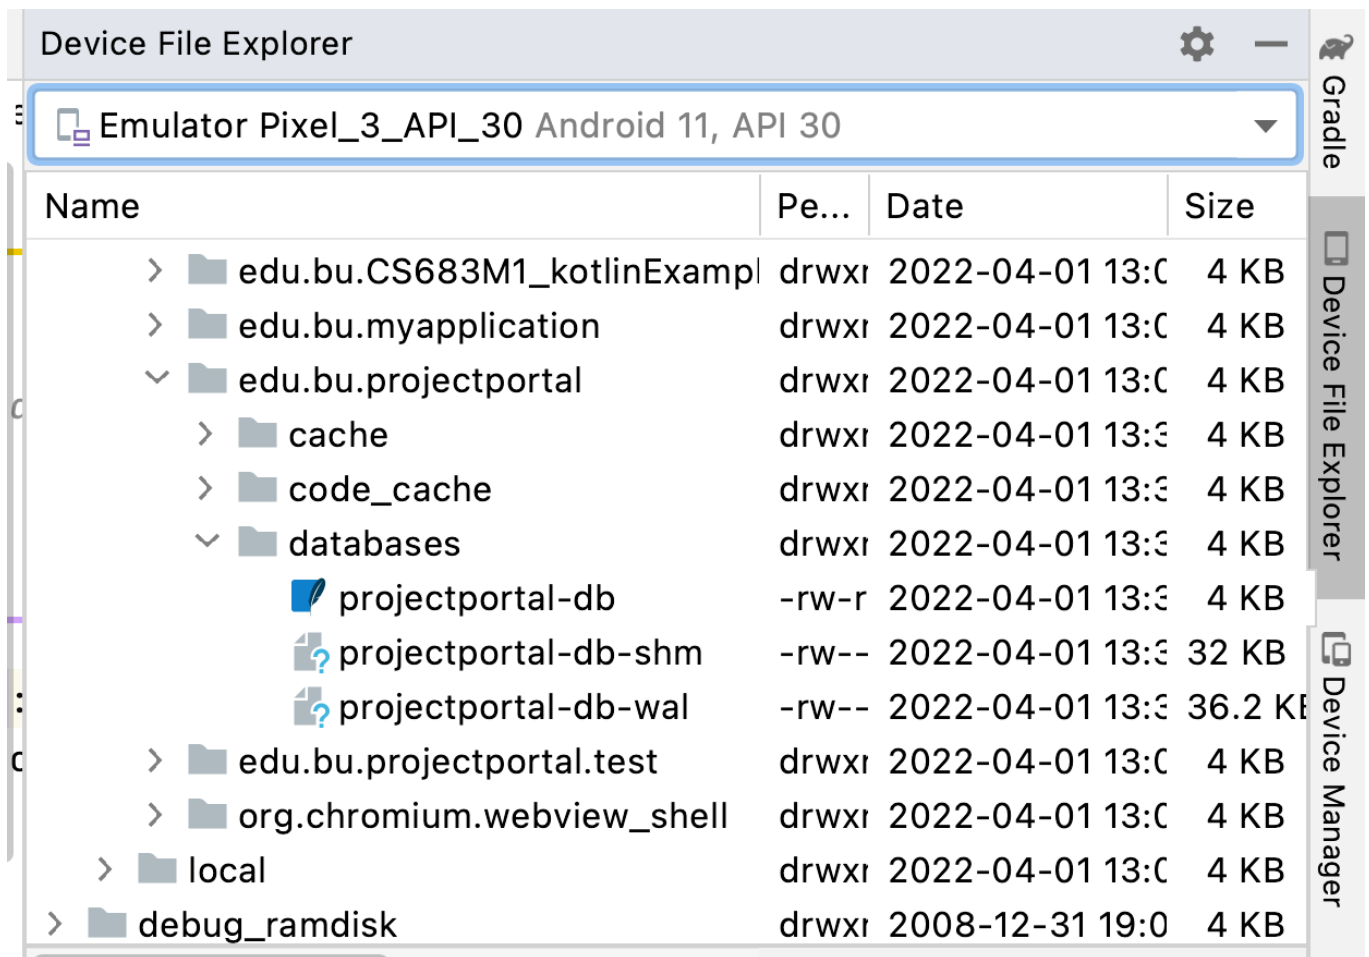 Device File Explorer
Emulator Pixel_3_API_30 Android 11, API 30
Name Pe... Date Size
edu.bu.CS683M1_kotlinExampl drwxr 2022-04-01 13:0 4 KB
edu.bu.myapplication drwxr 2022-04-01 13:0 4 KB
edu.bu.projectportal drwxr 2022-04-01 13:0 4 KB
cache drwxr 2022-04-01 13:3 4 KB
code_cache drwxr 2022-04-01 13:3 4 KB
databases drwxr 2022-04-01 13:3 4 KB
projectportal-db -rw-r 2022-04-01 13:3 4 KB
projectportal-db-shm -rw-- 2022-04-01 13:3 32 KB
projectportal-db-wal -rw-- 2022-04-01 13:3 36.2 KB
edu.bu.projectportal.test drwxr 2022-04-01 13:0 4 KB
org.chromium.webview_shell drwxr 2022-04-01 13:0 4 KB
local drwxr 2022-04-01 13:0 4 KB
debug_ramdisk drwxr 2008-12-31 19:0 4 KB
Gradle
Device File Explorer
Device Manager